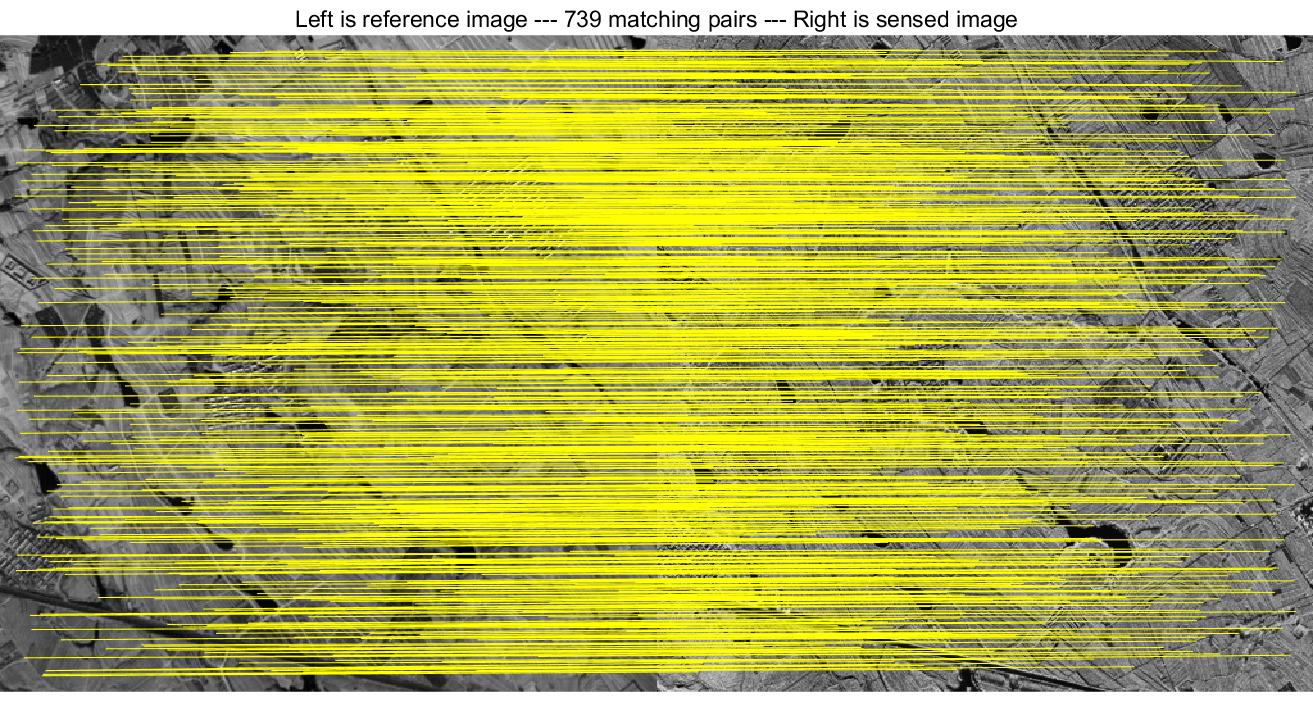 Left is reference image --- 739 matching pairs --- Right is sensed image